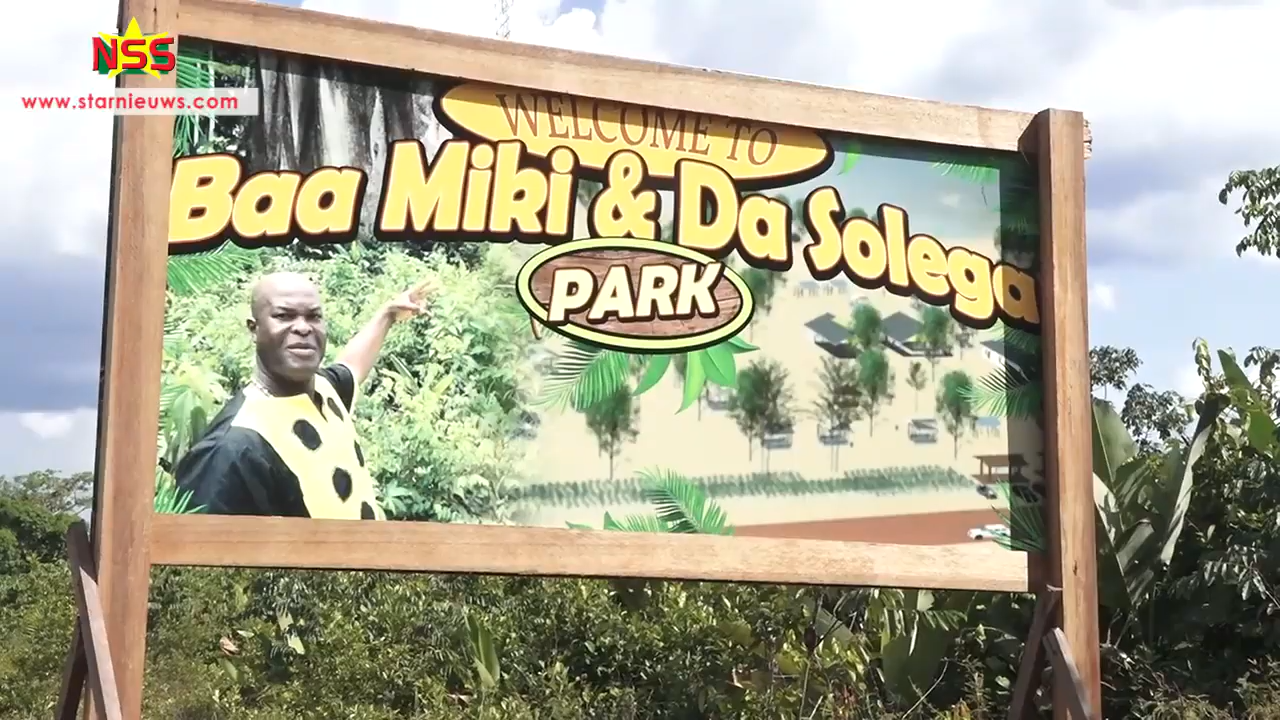 NSS
www.starnieuws.com
WELCOME TO
Baa Miki & Da Solega
PARK